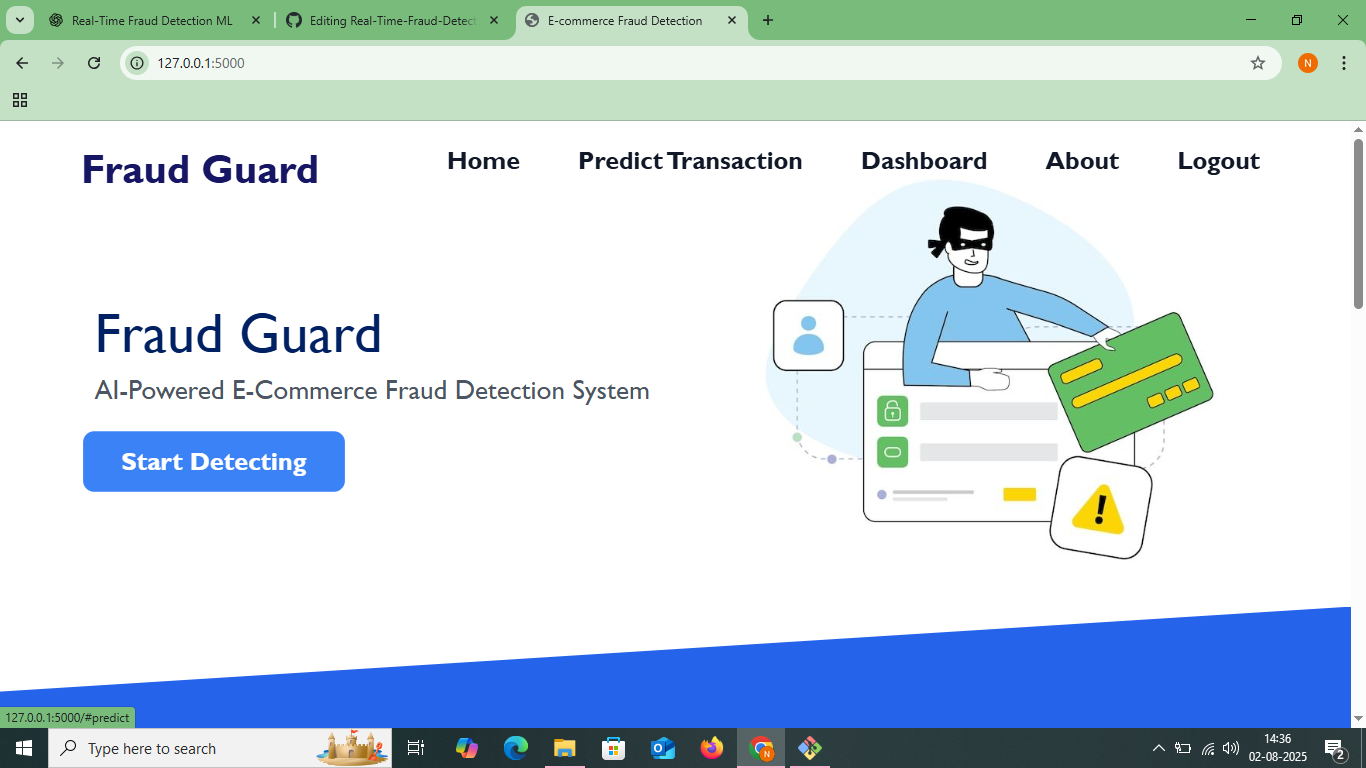 Real-Time Fraud Detection ML
Editing Real-Time-Fraud-Detect
E-commerce Fraud Detection
127.0.0.1:5000
N
Fraud Guard
Home
Predict Transaction
Dashboard
About
Logout
Fraud Guard
AI-Powered E-Commerce Fraud Detection System
Start Detecting
!
127.0.0.1:5000/#predict
Type here to search
N
14:36
02-08-2025
2